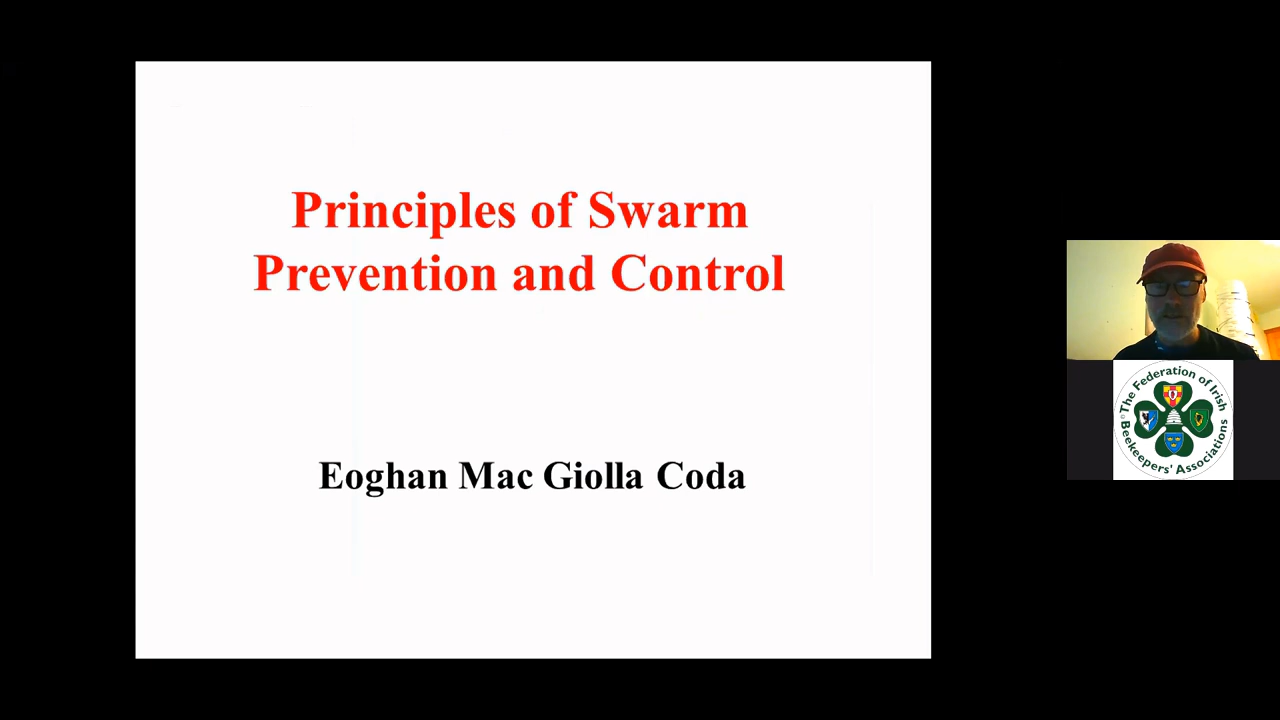 Principles of Swarm
Prevention and Control
Eoghan Mac Giolla Coda
The Federation of Irish
Beekeepers' Associations